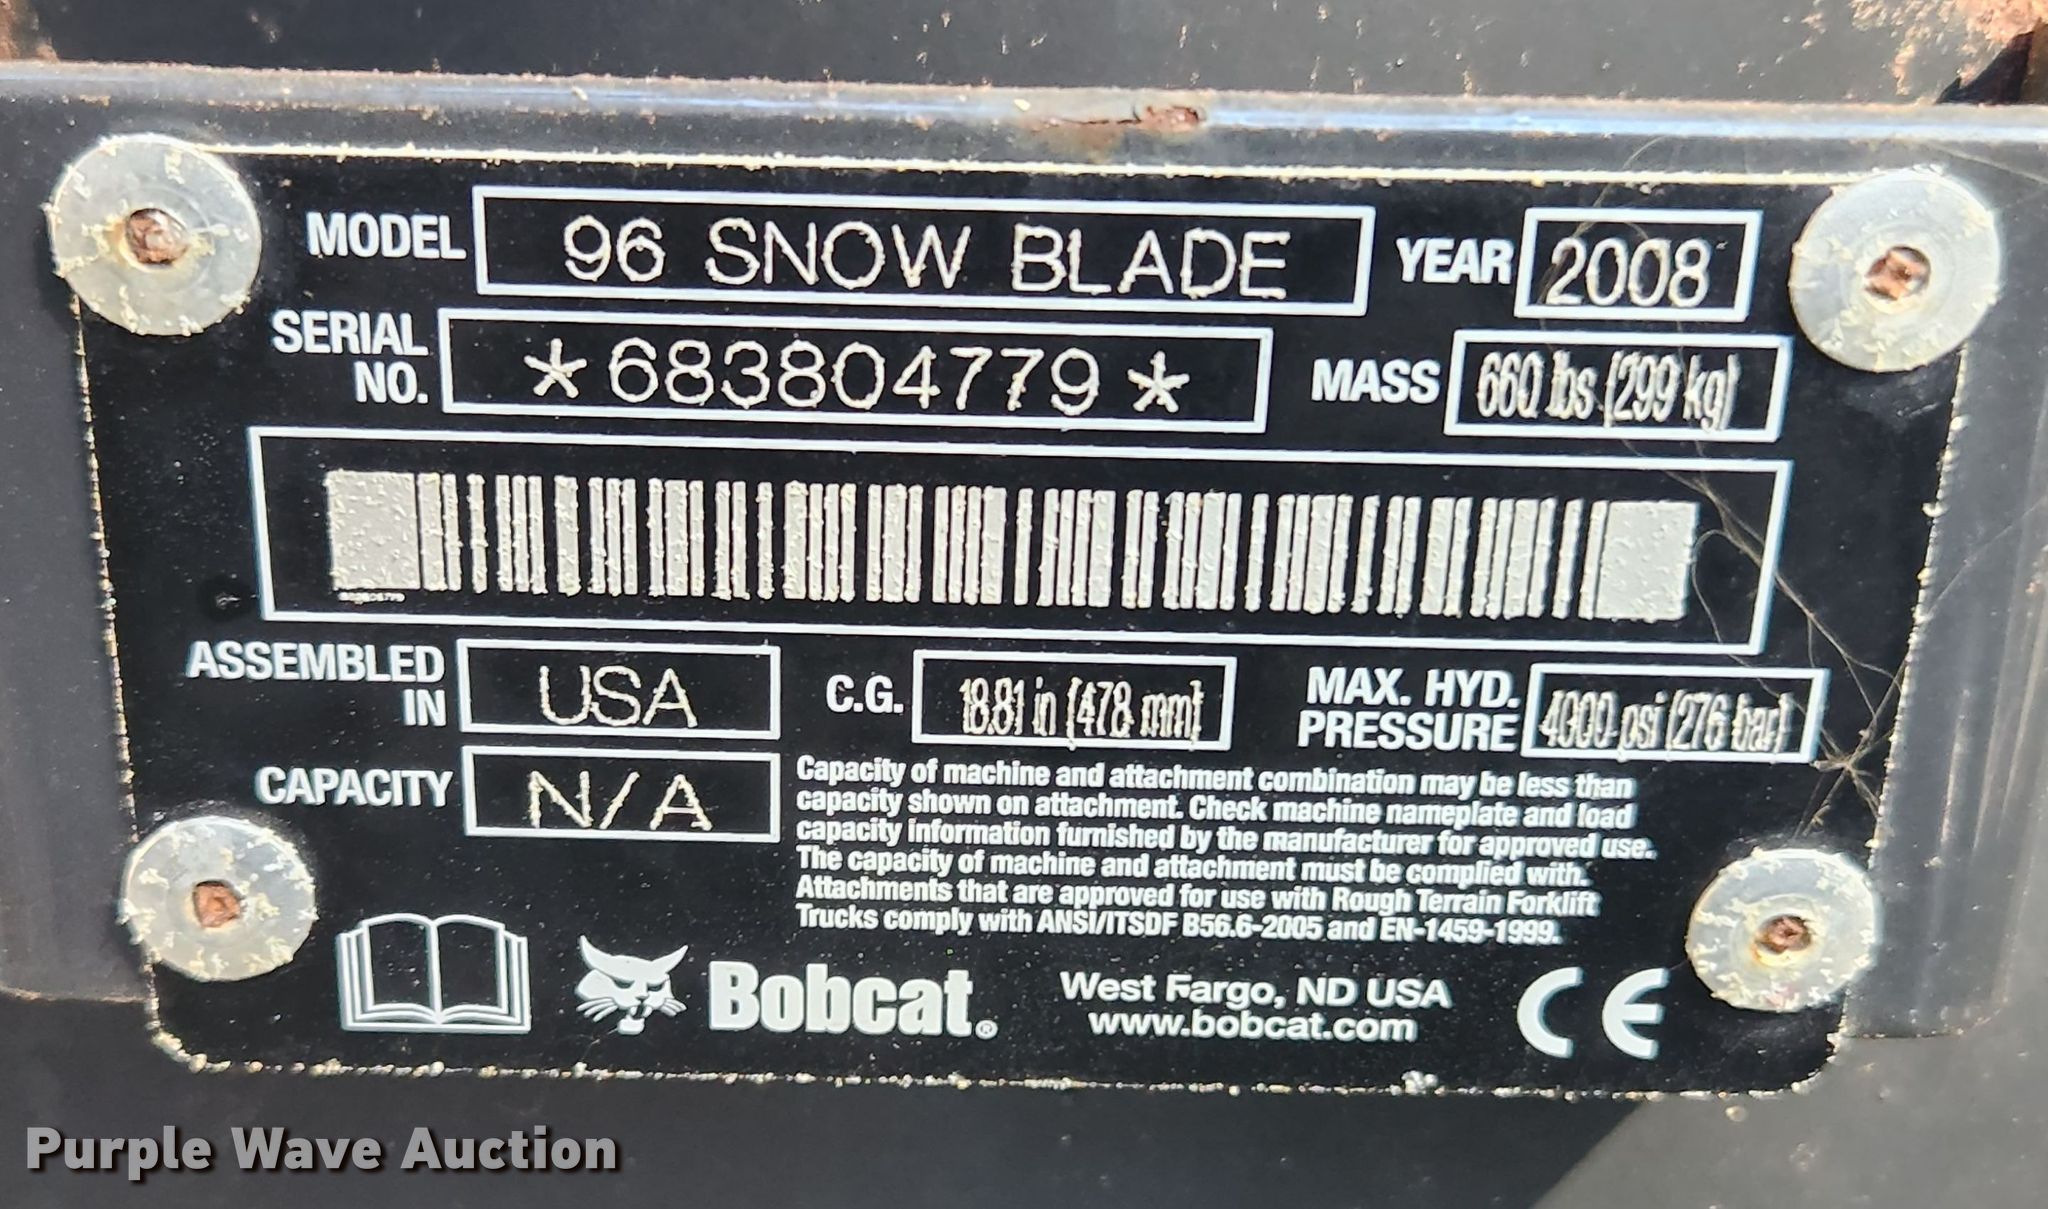 MODEL 96 SNOW BLADE YEAR 2008
SERIAL NO. *683804779* MASS 660 lbs (299 kg)
ASSEMBLED IN USA C.G. 18.81 in (478 mm) MAX. HYD. PRESSURE 4000 psi (276 bar)
CAPACITY N/A
Capacity of machine and attachment combination may be less than
capacity shown on attachment. Check machine nameplate and load
capacity information furnished by the manufacturer for approved use.
The capacity of machine and attachment must be complied with.
Attachments that are approved for use with Rough Terrain Forklift
Trucks comply with ANSI/ITSDF B56.6-2005 and EN-1459-1999.
Bobcat® West Fargo, ND USA
www.bobcat.com
CE
Purple Wave Auction